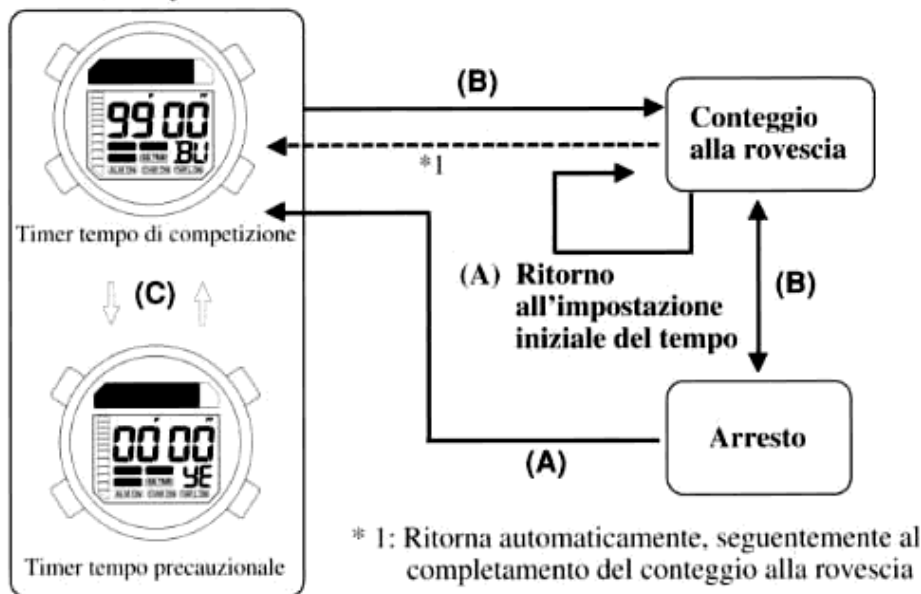 (B)
99 00
BU
Conteggio
alla rovescia
*1
Timer tempo di competizione
(C)
(A) Ritorno
all'impostazione
iniziale del tempo
(B)
00 00
YE
Arresto
(A)
Timer tempo precauzionale
* 1: Ritorna automaticamente, seguentemente al
completamento del conteggio alla rovescia